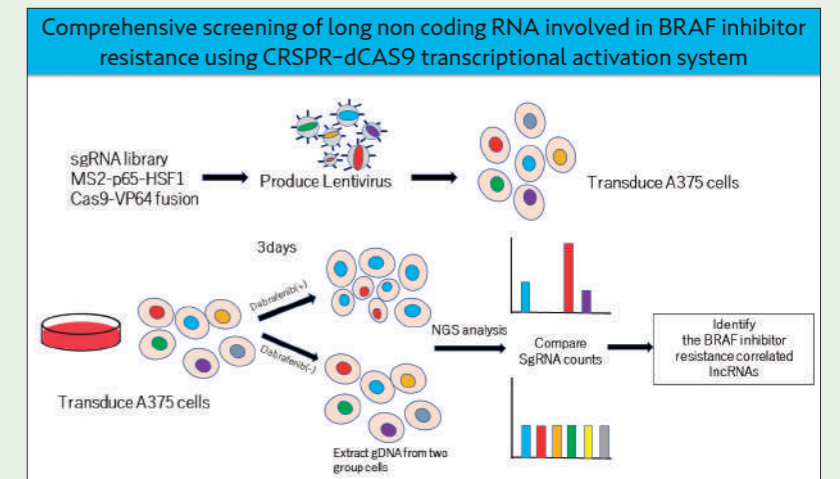 Comprehensive screening of long non coding RNA involved in BRAF inhibitor
resistance using CRSPR-dCAS9 transcriptional activation system
sgRNA library
MS2-p65-HSF1
Cas9-VP64 fusion
Produce Lentivirus
Transduce A375 cells
3days
Dabrafenib(+)
Dabrafenib(-)
Transduce A375 cells
Extract gDNA from two
group cells
NGS analysis
Compare
SgRNA counts
Identify
the BRAF inhibitor
resistance correlated
lncRNAs